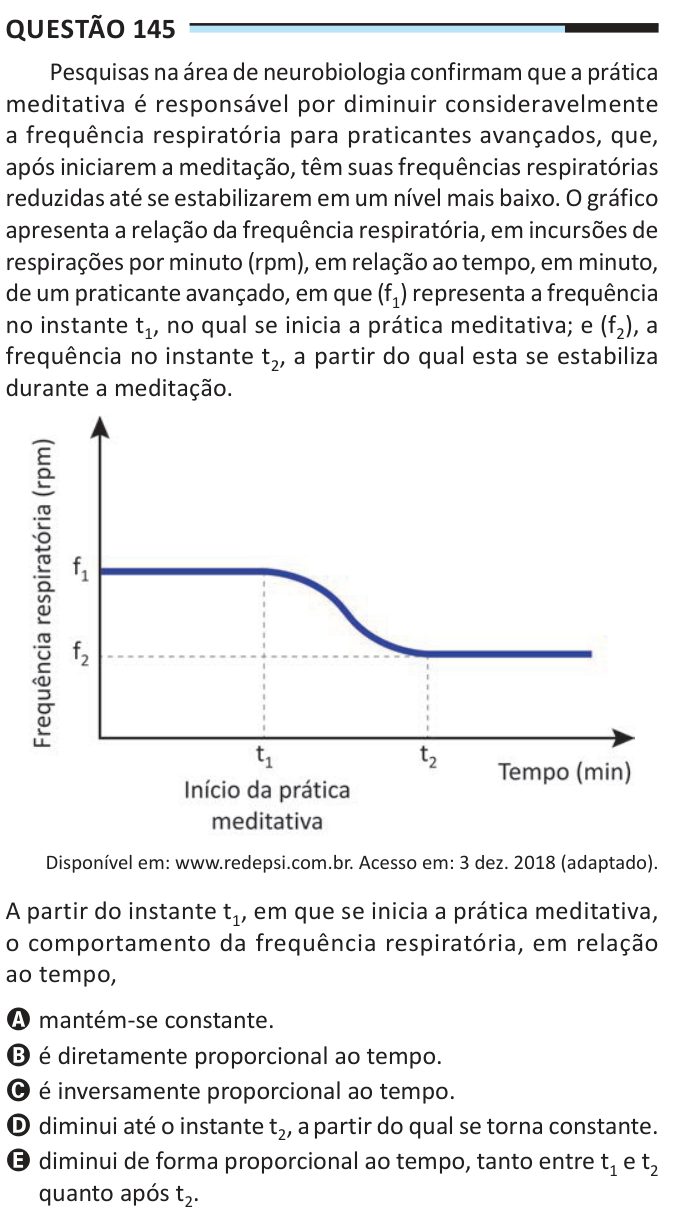 QUESTÃO 145
Pesquisas na área de neurobiologia confirmam que a prática
meditativa é responsável por diminuir consideravelmente
a frequência respiratória para praticantes avançados, que,
após iniciarem a meditação, têm suas frequências respiratórias
reduzidas até se estabilizarem em um nível mais baixo. O gráfico
apresenta a relação da frequência respiratória, em incursões de
respirações por minuto (rpm), em relação ao tempo, em minuto,
de um praticante avançado, em que (f₁) representa a frequência
no instante t₁, no qual se inicia a prática meditativa; e (f₂), a
frequência no instante t₂, a partir do qual esta se estabiliza
durante a meditação.
Frequência respiratória (rpm)
f₁
f₂
t₁
t₂
Tempo (min)
Início da prática
meditativa
Disponível em: www.redepsi.com.br. Acesso em: 3 dez. 2018 (adaptado).
A partir do instante t₁, em que se inicia a prática meditativa,
o comportamento da frequência respiratória, em relação
ao tempo,
A mantém-se constante.
B é diretamente proporcional ao tempo.
C é inversamente proporcional ao tempo.
D diminui até o instante t₂, a partir do qual se torna constante.
E diminui de forma proporcional ao tempo, tanto entre t₁ e t₂
quanto após t₂.